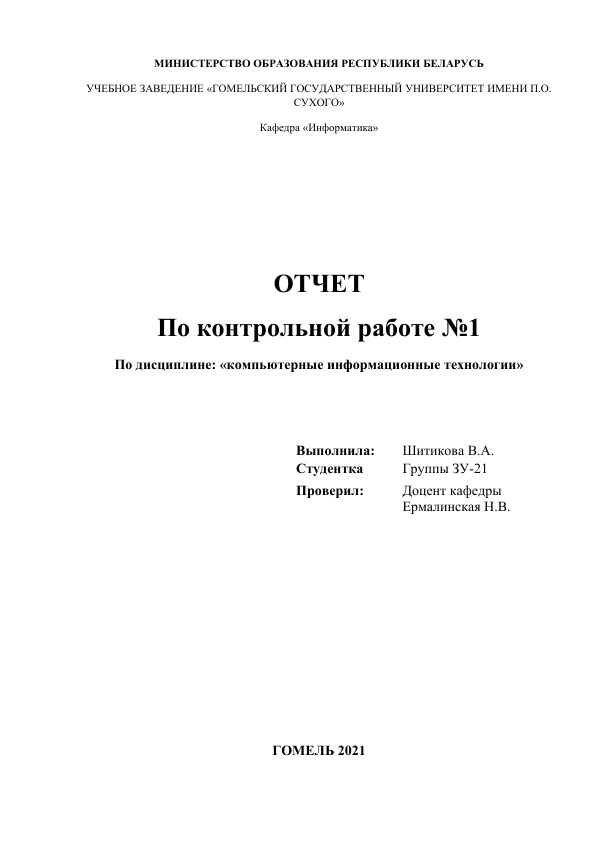 МИНИСТЕРСТВО ОБРАЗОВАНИЯ РЕСПУБЛИКИ БЕЛАРУСЬ
УЧЕБНОЕ ЗАВЕДЕНИЕ «ГОМЕЛЬСКИЙ ГОСУДАРСТВЕННЫЙ УНИВЕРСИТЕТ ИМЕНИ П.О.
СУХОГО»
Кафедра «Информатика»
ОТЧЕТ
По контрольной работе №1
По дисциплине: «компьютерные информационные технологии»
Выполнила: Шитикова В.А.
Студентка Группы ЗУ-21
Проверил: Доцент кафедры
Ермалинская Н.В.
ГОМЕЛЬ 2021